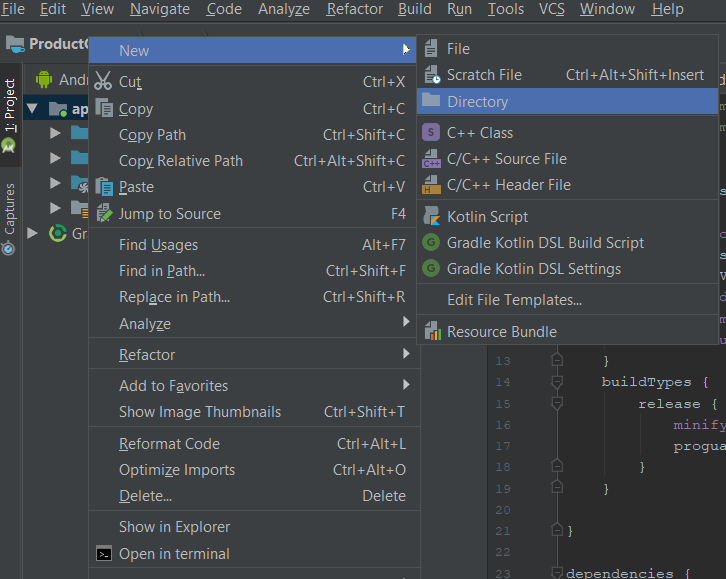 File Edit View Navigate Code Analyze Refactor Build Run Tools VCS Window Help
1: Project
Captures
New
Cut Ctrl+X
Copy Ctrl+C
Copy Path Ctrl+Shift+C
Copy Relative Path Ctrl+Alt+Shift+C
Paste Ctrl+V
Jump to Source F4
Find Usages Alt+F7
Find in Path... Ctrl+Shift+F
Replace in Path... Ctrl+Shift+R
Analyze
Refactor
Add to Favorites
Show Image Thumbnails Ctrl+Shift+T
Reformat Code Ctrl+Alt+L
Optimize Imports Ctrl+Alt+O
Delete... Delete
Show in Explorer
Open in terminal
File
Scratch File Ctrl+Alt+Shift+Insert
Directory
C++ Class
C/C++ Source File
C/C++ Header File
Kotlin Script
Gradle Kotlin DSL Build Script
Gradle Kotlin DSL Settings
Edit File Templates...
Resource Bundle
13 }
14 buildTypes {
15 release {
16 minify
17 progua
18 }
19 }
20
21 }
22
23 dependencies {